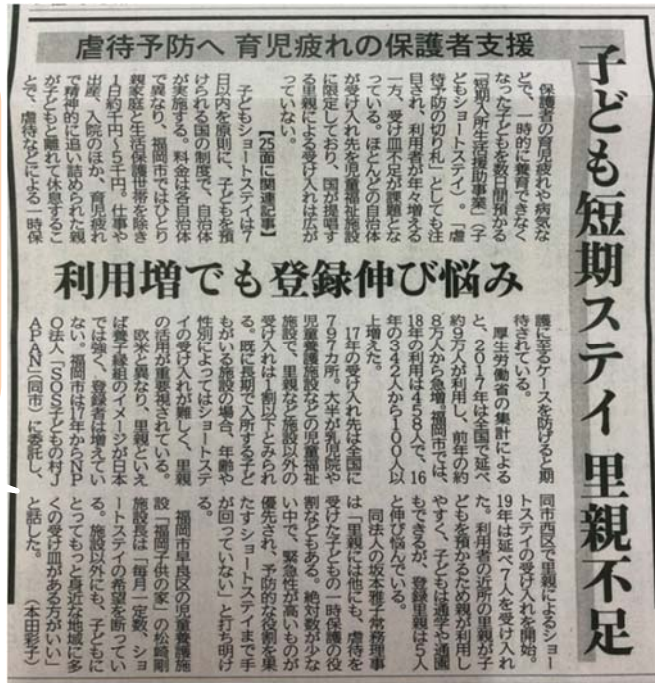 虐待予防へ 育児疲れの保護者支援
子ども短期ステイ 里親不足
利用増でも登録伸び悩み
保護者の育児疲れや病気な
どで、一時的に養育できなく
なった子どもを数日間預かる
「短期入所生活援助事業」（子
どもショートステイ）。「虐
待予防の切り札」としても注
目され、利用者が年々増える
一方、受け皿不足が課題とな
っている。ほとんどの自治体
が受け入れ先を児童福祉施設
に限定しており、国が提唱す
る里親による受け入れは広が
っていない。
【25面に関連記事】
子どもショートステイは7
日以内を原則に、子どもを預
けられる国の制度で、自治体
が実施する。料金は各自治体
で異なり、福岡市ではひとり
親家庭と生活保護世帯を除き
1日約千円〜5千円。仕事や
出産、入院のほか、育児疲れ
で精神的に追い詰められた親
が子どもと離れて休息するこ
とで、虐待などによる一時保
護に至るケースを防げると期
待されている。
厚生労働省の集計による
と、2017年は全国で延べ
約9万人が利用し、前年の約
8万人から急増。福岡市では、
18年の利用は458人で、16
年の342人から100人以
上増えた。
17年の受け入れ先は全国に
797カ所。大半が乳児院や
児童養護施設などの児童福祉
施設で、里親など施設以外の
受け入れは1割以下とみられ
る。既に長期で入所する子ど
もがいる施設の場合、年齢や
性別によってはショートステ
イの受け入れが難しく、里親
の活用が重要視されている。
欧米と異なり、里親といえ
ば養子縁組のイメージが日本
では強く、登録者は増えてい
ない。福岡市は17年からNP
O法人「SOS子どもの村J
APAN」（同市）に委託し、
同市西区で里親によるショー
トステイの受け入れを開始。
19年は延べ7人を受け入れ
た。利用者の近所の里親が子
どもを預かるため親が利用し
やすく、子どもは通学や通園
もできるが、登録里親は5人
と伸び悩んでいる。
同法人の坂本雅子常務理事
は「里親には他にも、虐待を
受けた子どもの一時保護の役
割などもある。絶対数が少な
い中で、緊急性が高いものが
優先され、予防的な役割を果
たすショートステイまで手
が回っていない」と打ち明け
る。
福岡市早良区の児童養護施
設「福岡子供の家」の松崎剛
施設長は「毎月一定数、ショ
ートステイの希望を断ってい
る。施設以外にも、子どもに
とってもっと身近な地域に多
くの受け皿がある方がいい」
と話した。
（本田彩子）